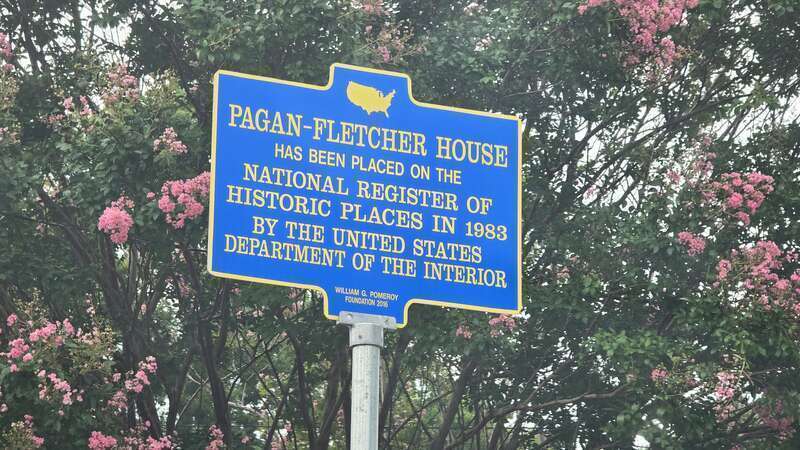 PAGAN-FLETCHER HOUSE
HAS BEEN PLACED ON THE
NATIONAL REGISTER OF
HISTORIC PLACES IN 1983
BY THE UNITED STATES
DEPARTMENT OF THE INTERIOR
WILLIAM G. POMEROY
FOUNDATION 2016